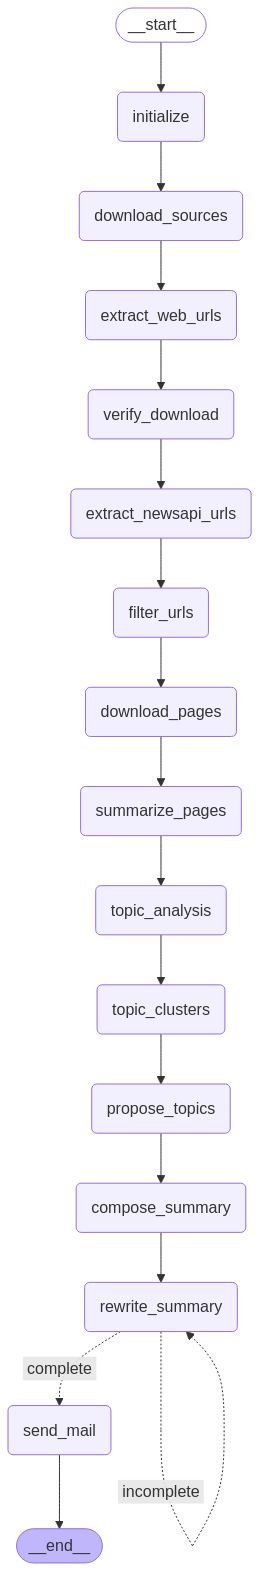 __start__
initialize
download_sources
extract_web_urls
verify_download
extract_newsapi_urls
filter_urls
download_pages
summarize_pages
topic_analysis
topic_clusters
propose_topics
compose_summary
rewrite_summary
complete
send_mail
incomplete
__end__